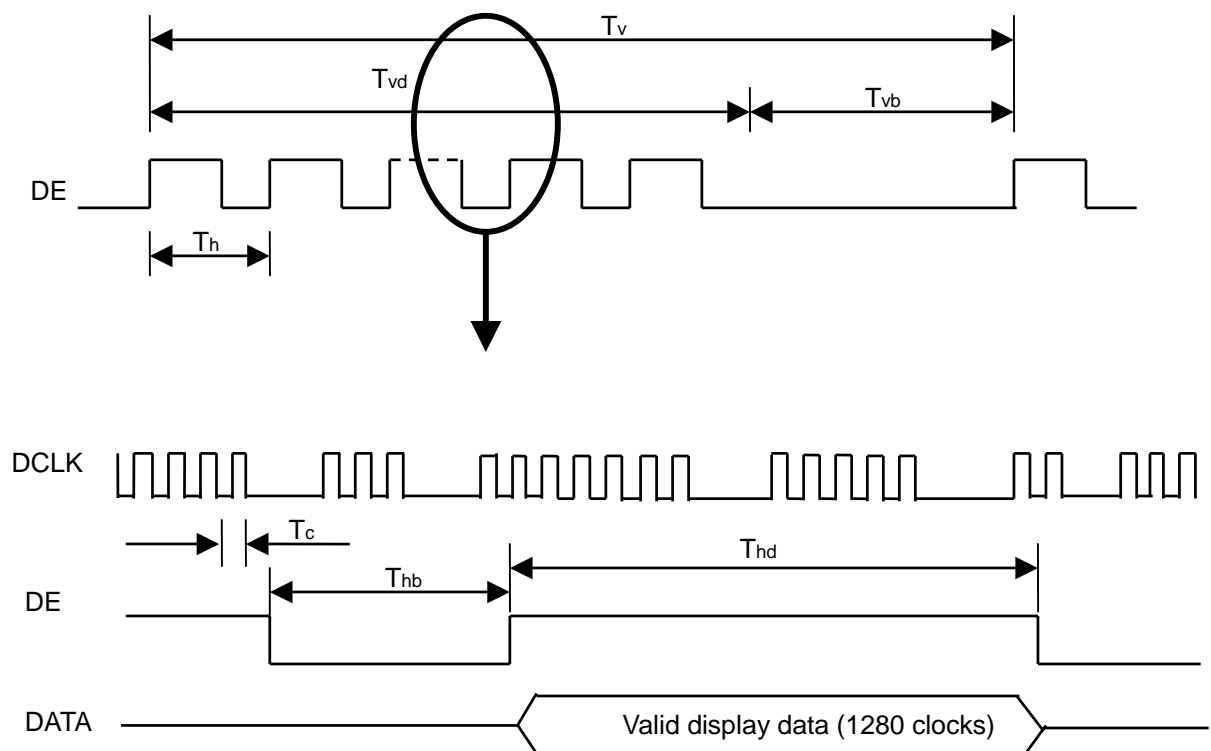 Tv
Tvd
Tvb
DE
Th
DCLK
Tc
Thd
Thb
DE
DATA
Valid display data (1280 clocks)